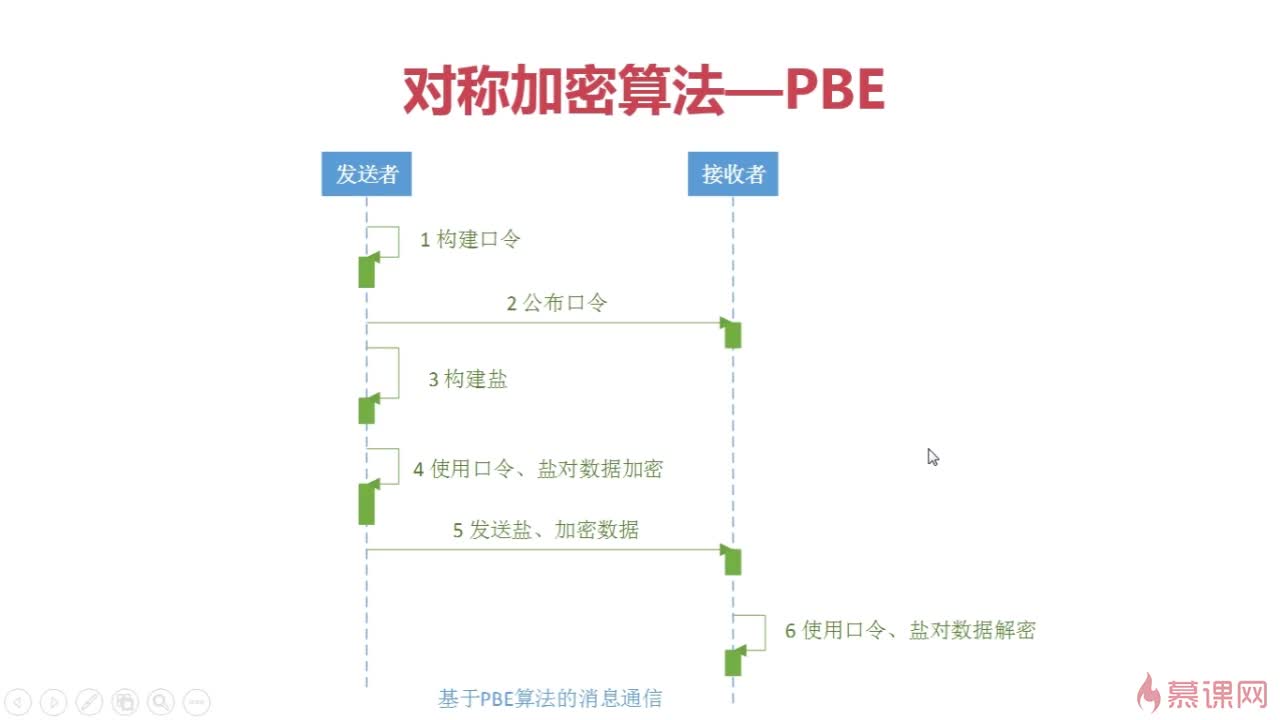 对称加密算法—PBE
发送者
接收者
1 构建口令
2 公布口令
3 构建盐
4 使用口令、盐对数据加密
5 发送盐、加密数据
6 使用口令、盐对数据解密
基于PBE算法的消息通信
慕课网